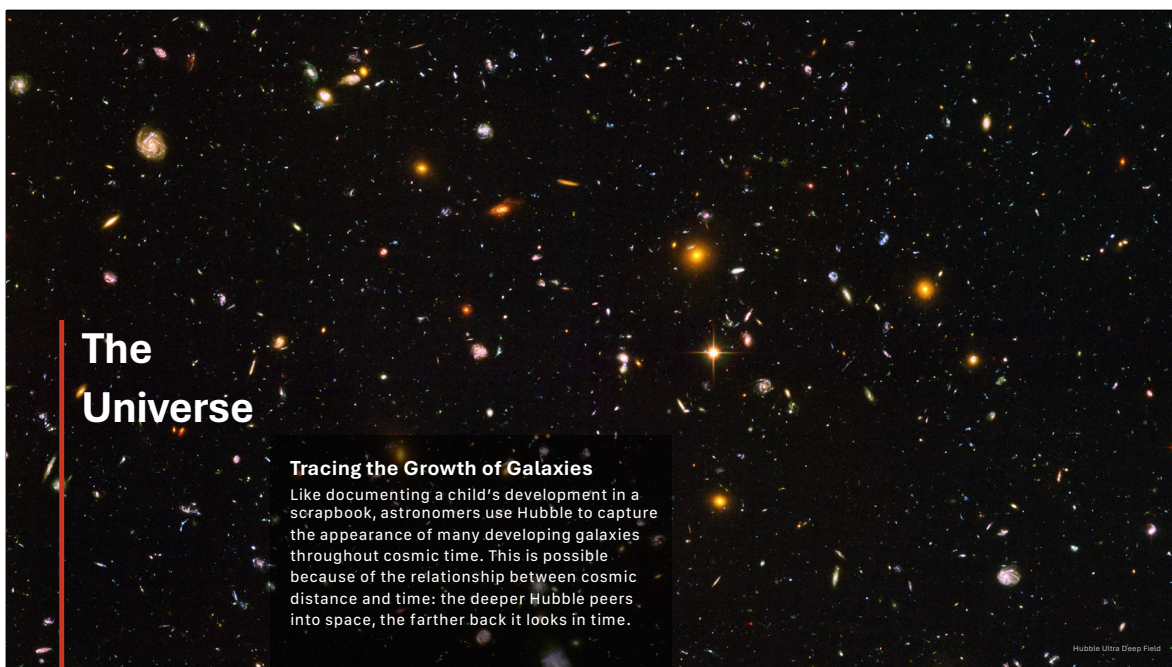 The
Universe
Tracing the Growth of Galaxies
Like documenting a child's development in a
scrapbook, astronomers use Hubble to capture
the appearance of many developing galaxies
throughout cosmic time. This is possible
because of the relationship between cosmic
distance and time: the deeper Hubble peers
into space, the farther back it looks in time.
Hubble Ultra Deep Field